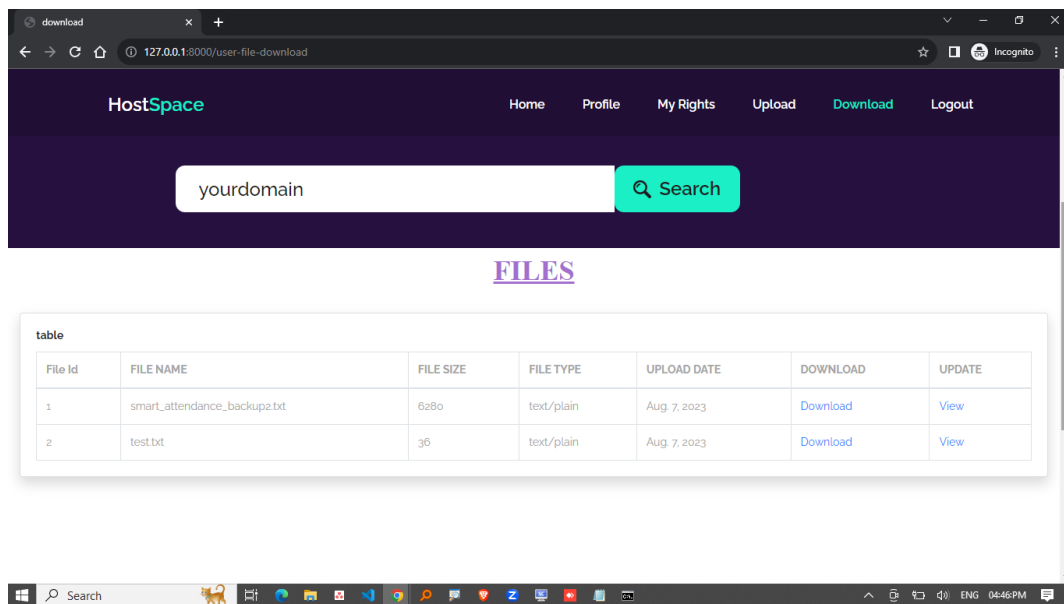 download
127.0.0.1:8000/user-file-download
Incognito
HostSpace Home Profile My Rights Upload Download Logout
yourdomain Search
FILES
table
File Id FILE NAME FILE SIZE FILE TYPE UPLOAD DATE DOWNLOAD UPDATE
1 smart_attendance_backup2.txt 6280 text/plain Aug. 7, 2023 Download View
2 test.txt 36 text/plain Aug. 7, 2023 Download View
Search ENG 04:46:PM